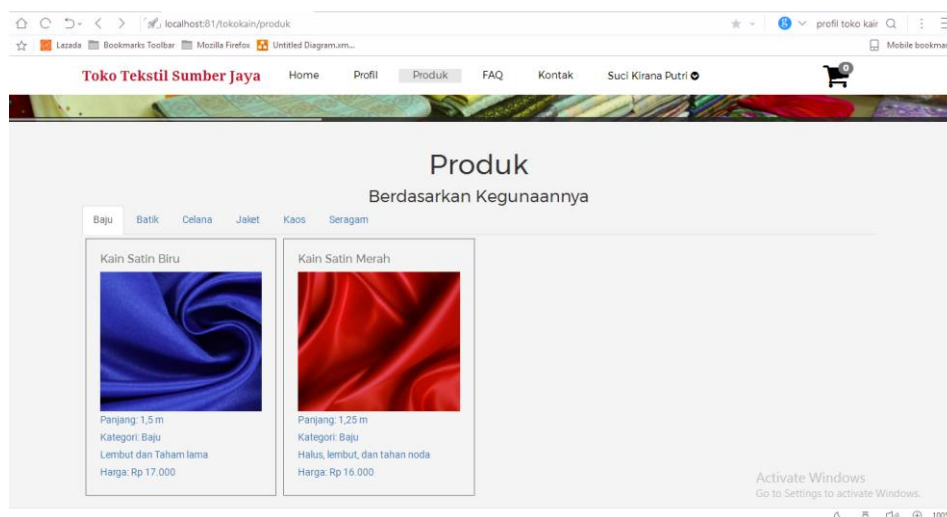 localhost:81/tokokain/produk
profil toko kair
Lazada Bookmarks Toolbar Mozilla Firefox Untitled Diagram.xm... Mobile bookmar
Toko Tekstil Sumber Jaya Home Profil Produk FAQ Kontak Suci Kirana Putri 0
Produk
Berdasarkan Kegunaannya
Baju Batik Celana Jaket Kaos Seragam
Kain Satin Biru
Panjang: 1,5 m
Kategori: Baju
Lembut dan Taham lama
Harga: Rp 17.000
Kain Satin Merah
Panjang: 1,25 m
Kategori: Baju
Halus, lembut, dan tahan noda
Harga: Rp 16.000
Activate Windows
Go to Settings to activate Windows.